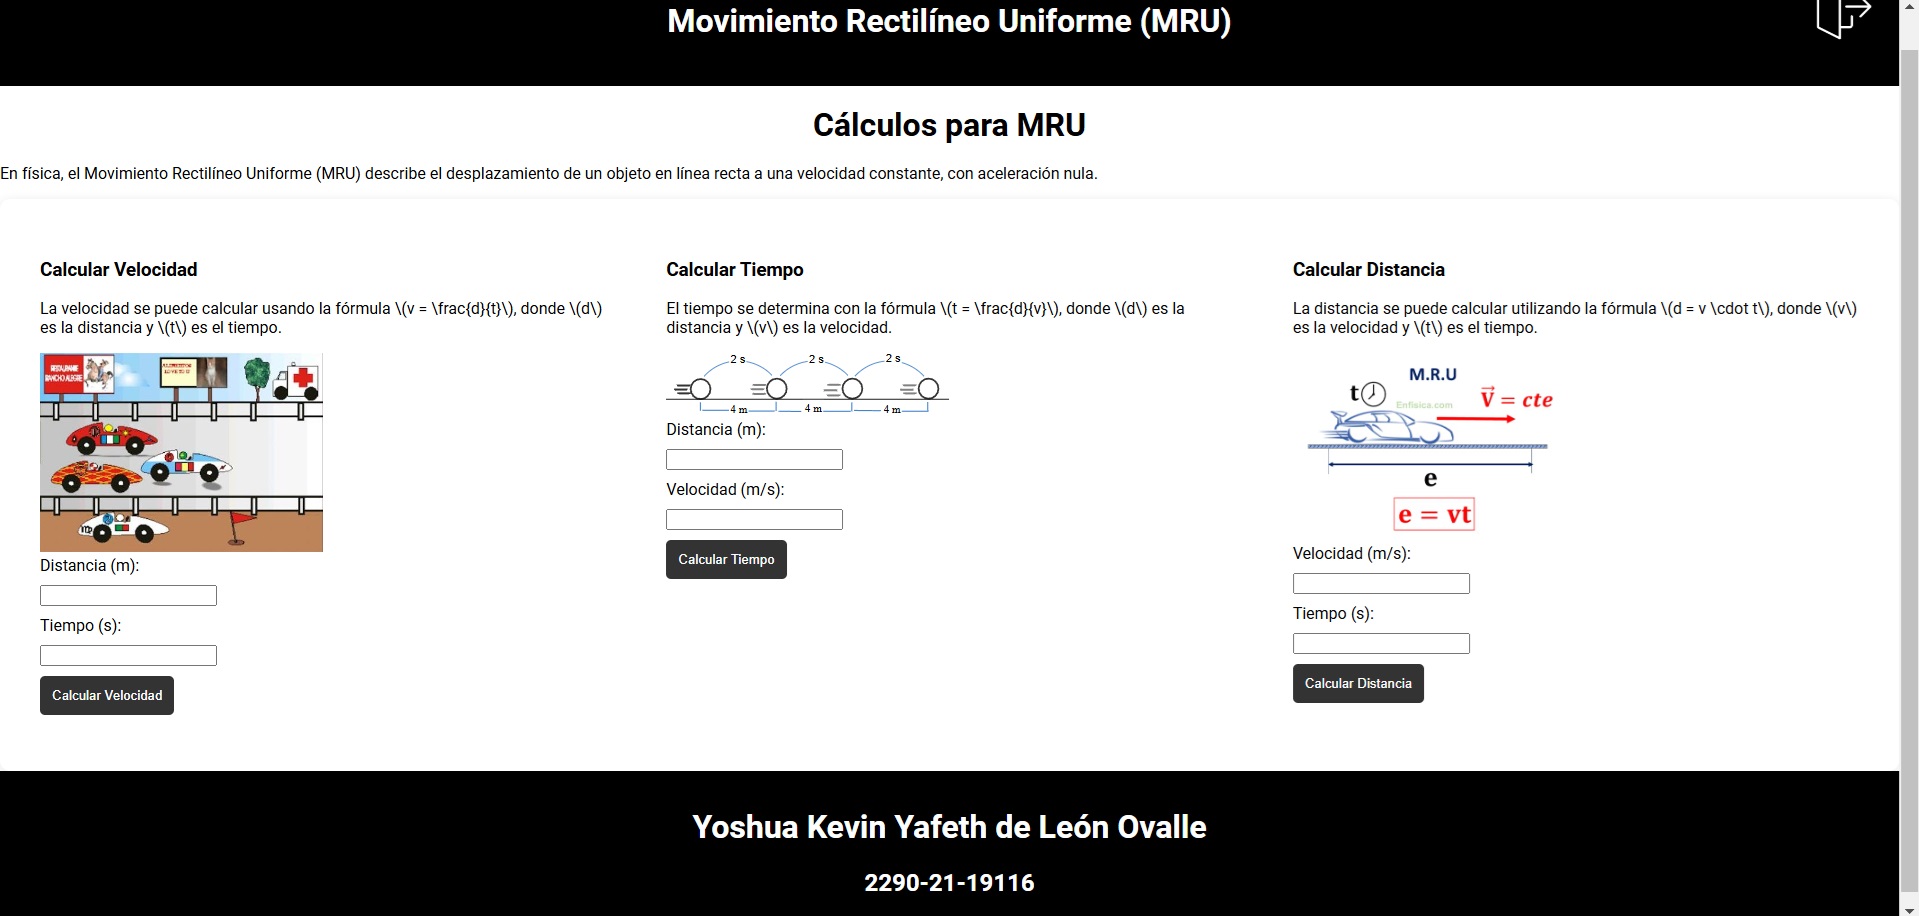 Movimiento Rectilíneo Uniforme (MRU)
Cálculos para MRU
En física, el Movimiento Rectilíneo Uniforme (MRU) describe el desplazamiento de un objeto en línea recta a una velocidad constante, con aceleración nula.
Calcular Velocidad
La velocidad se puede calcular usando la fórmula \(v = \frac{d}{t}\), donde \(d\)
es la distancia y \(t\) es el tiempo.
RESTAURANTE
RANCHO ALEGRE
Distancia (m):
Tiempo (s):
Calcular Velocidad
Calcular Tiempo
El tiempo se determina con la fórmula \(t = \frac{d}{v}\), donde \(d\) es la
distancia y \(v\) es la velocidad.
2 s 2 s 2 s
4 m 4 m 4 m
Distancia (m):
Velocidad (m/s):
Calcular Tiempo
Calcular Distancia
La distancia se puede calcular utilizando la fórmula \(d = v \cdot t\), donde \(v\)
es la velocidad y \(t\) es el tiempo.
M.R.U
t
V = cte
Enfisica.com
e
e = vt
Velocidad (m/s):
Tiempo (s):
Calcular Distancia
Yoshua Kevin Yafeth de León Ovalle
2290-21-19116